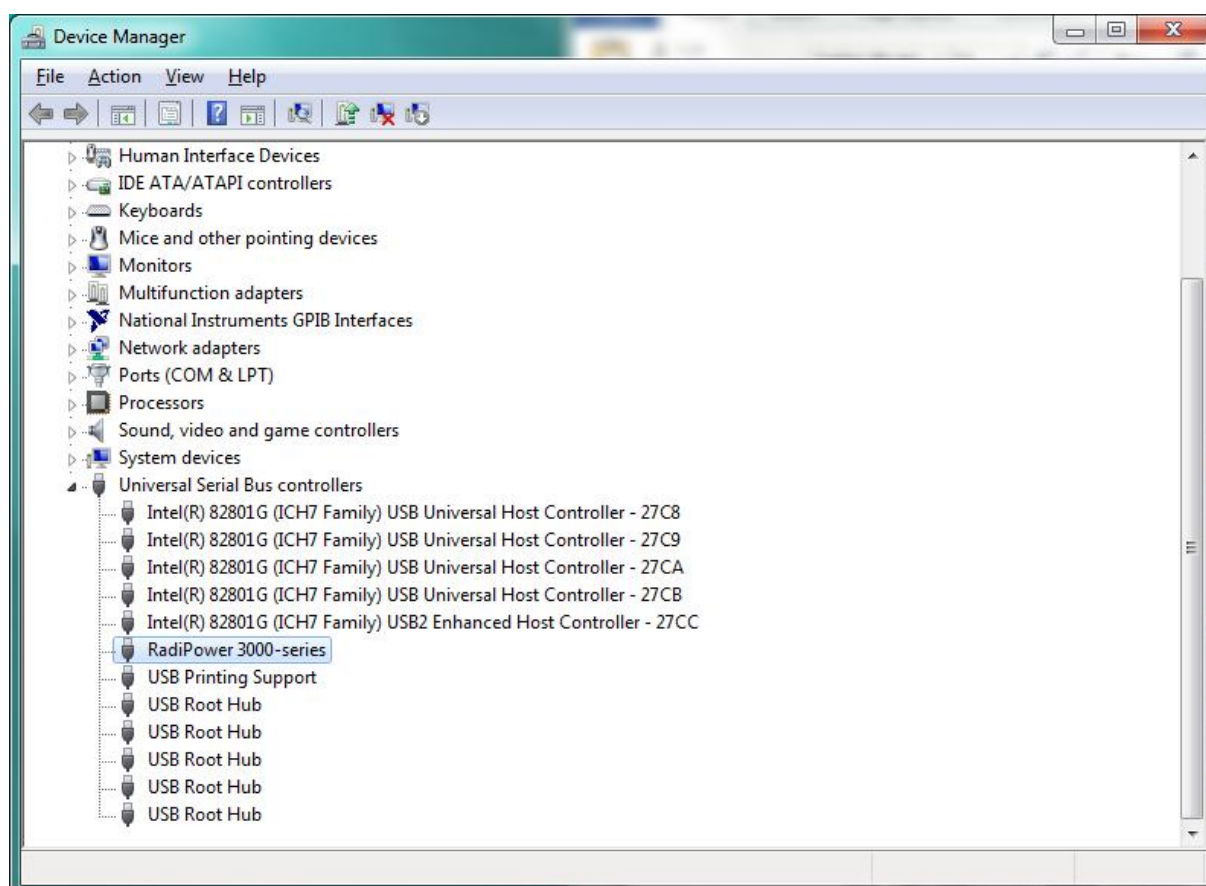 Device Manager
File Action View Help
Human Interface Devices
IDE ATA/ATAPI controllers
Keyboards
Mice and other pointing devices
Monitors
Multifunction adapters
National Instruments GPIB Interfaces
Network adapters
Ports (COM & LPT)
Processors
Sound, video and game controllers
System devices
Universal Serial Bus controllers
Intel(R) 82801G (ICH7 Family) USB Universal Host Controller - 27C8
Intel(R) 82801G (ICH7 Family) USB Universal Host Controller - 27C9
Intel(R) 82801G (ICH7 Family) USB Universal Host Controller - 27CA
Intel(R) 82801G (ICH7 Family) USB Universal Host Controller - 27CB
Intel(R) 82801G (ICH7 Family) USB2 Enhanced Host Controller - 27CC
RadiPower 3000-series
USB Printing Support
USB Root Hub
USB Root Hub
USB Root Hub
USB Root Hub
USB Root Hub